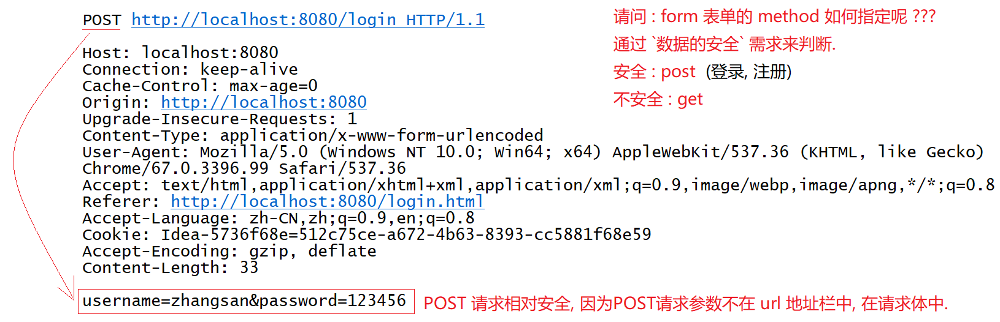 POST http://localhost:8080/login HTTP/1.1
Host: localhost:8080
Connection: keep-alive
Cache-Control: max-age=0
Origin: http://localhost:8080
Upgrade-Insecure-Requests: 1
Content-Type: application/x-www-form-urlencoded
User-Agent: Mozilla/5.0 (Windows NT 10.0; Win64; x64) AppleWebKit/537.36 (KHTML, like Gecko)
Chrome/67.0.3396.99 Safari/537.36
Accept: text/html,application/xhtml+xml,application/xml;q=0.9,image/webp,image/apng,*/*;q=0.8
Referer: http://localhost:8080/login.html
Accept-Language: zh-CN,zh;q=0.9,en;q=0.8
Cookie: Idea-5736f68e=512c75ce-a672-4b63-8393-cc5881f68e59
Accept-Encoding: gzip, deflate
Content-Length: 33
username=zhangsan&password=123456
POST 请求相对安全, 因为POST请求参数不在 url 地址栏中, 在请求体中.
请问 : form 表单的 method 如何指定呢 ???
通过 `数据的安全` 需求来判断.
安全 : post (登录, 注册)
不安全 : get